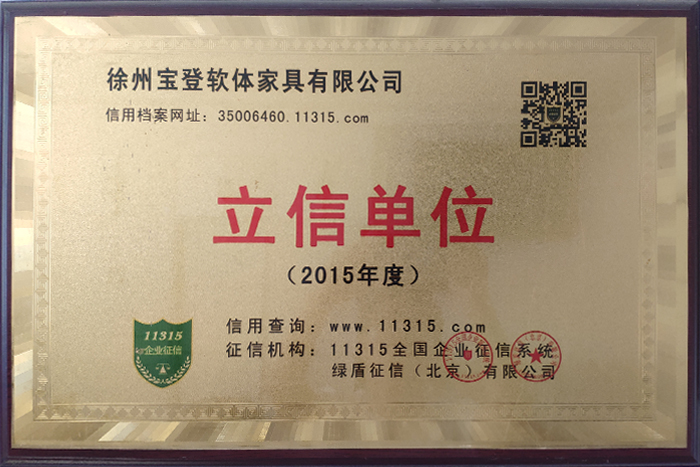 徐州宝登软体家具有限公司
信用档案网址：35006460.11315.com
立信单位
（2015年度）
11315
企业征信
信用查询：www.11315.com
征信机构：11315全国企业征信系统
绿盾征信（北京）有限公司